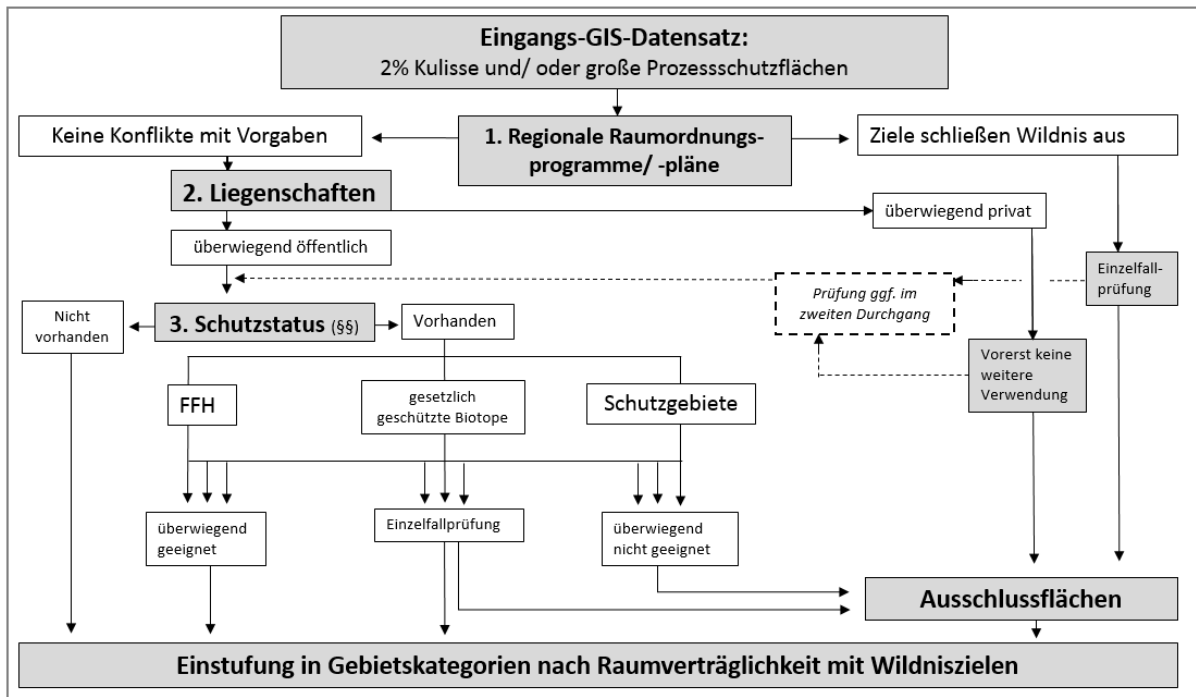 Eingangs-GIS-Datensatz:
2% Kulisse und/ oder große Prozessschutzflächen
Keine Konflikte mit Vorgaben
1. Regionale Raumordnungs-
programme/ -pläne
Ziele schließen Wildnis aus
2. Liegenschaften
überwiegend privat
überwiegend öffentlich
Einzelfall-
prüfung
Prüfung ggf. im
zweiten Durchgang
Nicht
vorhanden
3. Schutzstatus (§§)
Vorhanden
Vorerst keine
weitere
Verwendung
FFH
gesetzlich
geschützte Biotope
Schutzgebiete
überwiegend
geeignet
Einzelfallprüfung
überwiegend
nicht geeignet
Ausschlussflächen
Einstufung in Gebietskategorien nach Raumverträglichkeit mit Wildniszielen